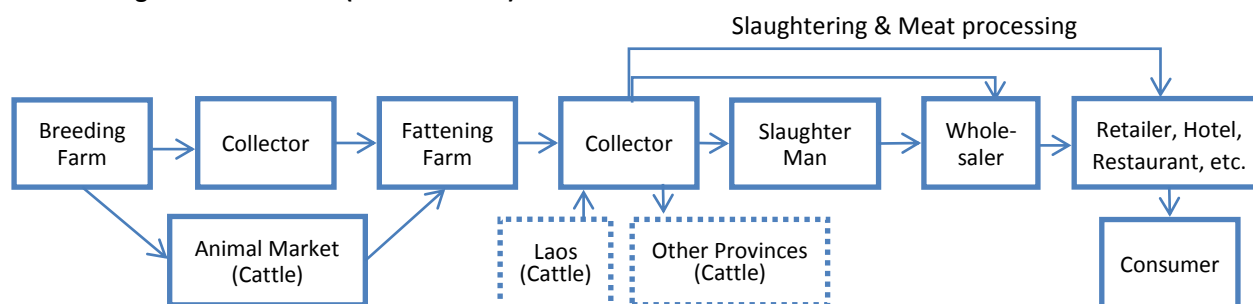 Slaughtering & Meat processing
Breeding
Farm
Collector
Fattening
Farm
Collector
Slaughter
Man
Whole-
saler
Retailer, Hotel,
Restaurant, etc.
Animal Market
(Cattle)
Laos
(Cattle)
Other Provinces
(Cattle)
Consumer